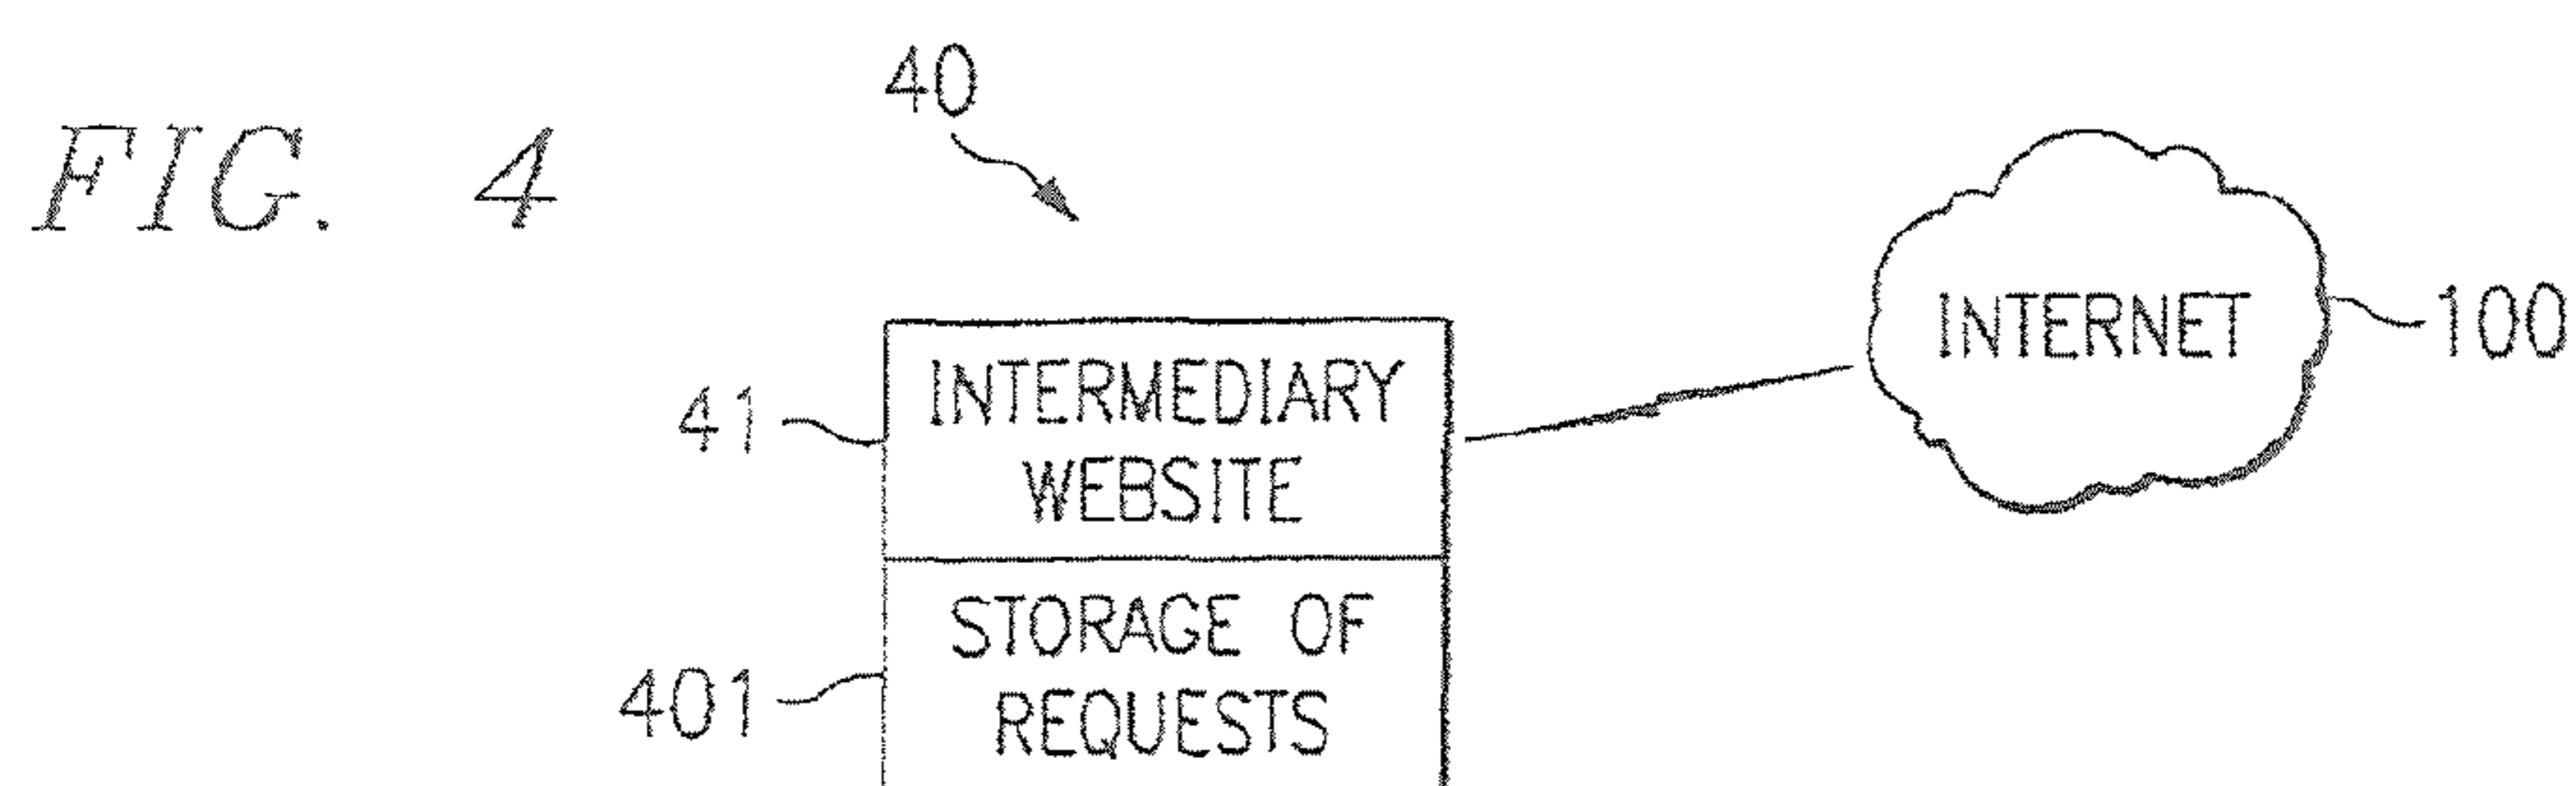 FIG. 4
40
INTERNET
100
41
INTERMEDIARY
WEBSITE
401
STORAGE OF
REQUESTS